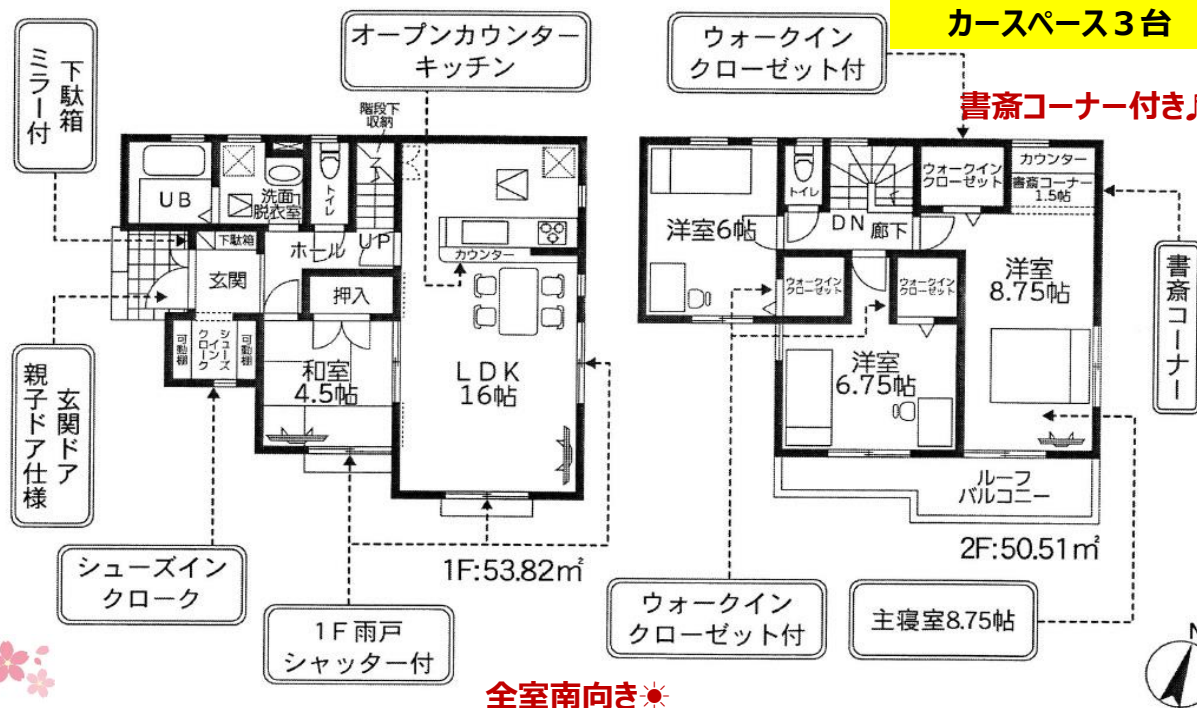 カースペース3台
書斎コーナー付き♪
下駄箱
ミラー付
オープンカウンター
キッチン
ウォークイン
クローゼット付
階段下
収納
UB
洗面
脱衣室
トイレ
ホール
UP
下駄箱
玄関
カウンター
押入
可動棚
シューズ
イン
クローク
可動棚
和室
4.5帖
LDK
16帖
1F:53.82㎡
玄関ドア
親子ドア仕様
シューズイン
クローク
1F雨戸
シャッター付
トイレ
ウォークイン
クローゼット
カウンター
書斎コーナー
1.5帖
洋室6帖
DN
廊下
洋室
8.75帖
ウォークイン
クローゼット
ウォークイン
クローゼット
洋室
6.75帖
ルーフ
バルコニー
2F:50.51㎡
書斎コーナー
ウォークイン
クローゼット付
主寝室8.75帖
全室南向き☀
N